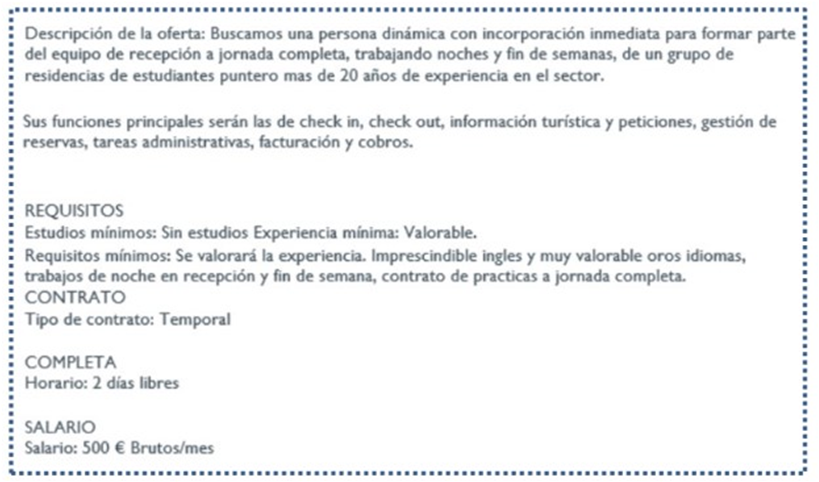 Descripción de la oferta: Buscamos una persona dinámica con incorporación inmediata para formar parte
del equipo de recepción a jornada completa, trabajando noches y fin de semanas, de un grupo de
residencias de estudiantes puntero mas de 20 años de experiencia en el sector.
Sus funciones principales serán las de check in, check out, información turística y peticiones, gestión de
reservas, tareas administrativas, facturación y cobros.
REQUISITOS
Estudios mínimos: Sin estudios Experiencia mínima: Valorable.
Requisitos mínimos: Se valorará la experiencia. Imprescindible ingles y muy valorable oros idiomas,
trabajos de noche en recepción y fin de semana, contrato de practicas a jornada completa.
CONTRATO
Tipo de contrato: Temporal
COMPLETA
Horario: 2 días libres
SALARIO
Salario: 500 € Brutos/mes